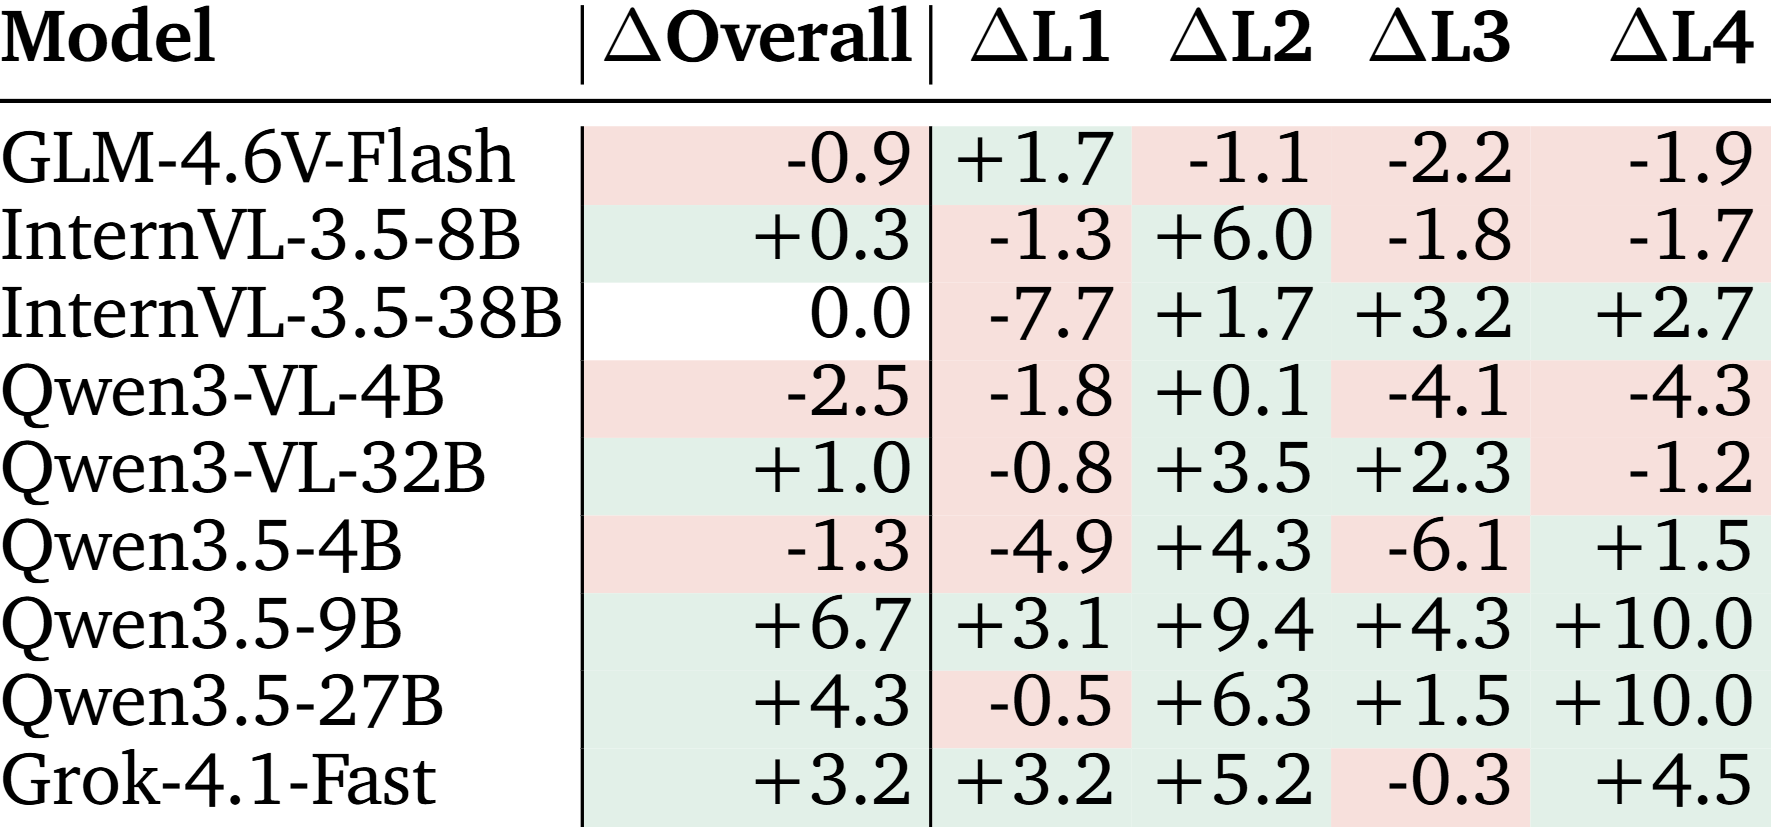 Model ΔOverall ΔL1 ΔL2 ΔL3 ΔL4
GLM-4.6V-Flash -0.9 +1.7 -1.1 -2.2 -1.9
InternVL-3.5-8B +0.3 -1.3 +6.0 -1.8 -1.7
InternVL-3.5-38B 0.0 -7.7 +1.7 +3.2 +2.7
Qwen3-VL-4B -2.5 -1.8 +0.1 -4.1 -4.3
Qwen3-VL-32B +1.0 -0.8 +3.5 +2.3 -1.2
Qwen3.5-4B -1.3 -4.9 +4.3 -6.1 +1.5
Qwen3.5-9B +6.7 +3.1 +9.4 +4.3 +10.0
Qwen3.5-27B +4.3 -0.5 +6.3 +1.5 +10.0
Grok-4.1-Fast +3.2 +3.2 +5.2 -0.3 +4.5